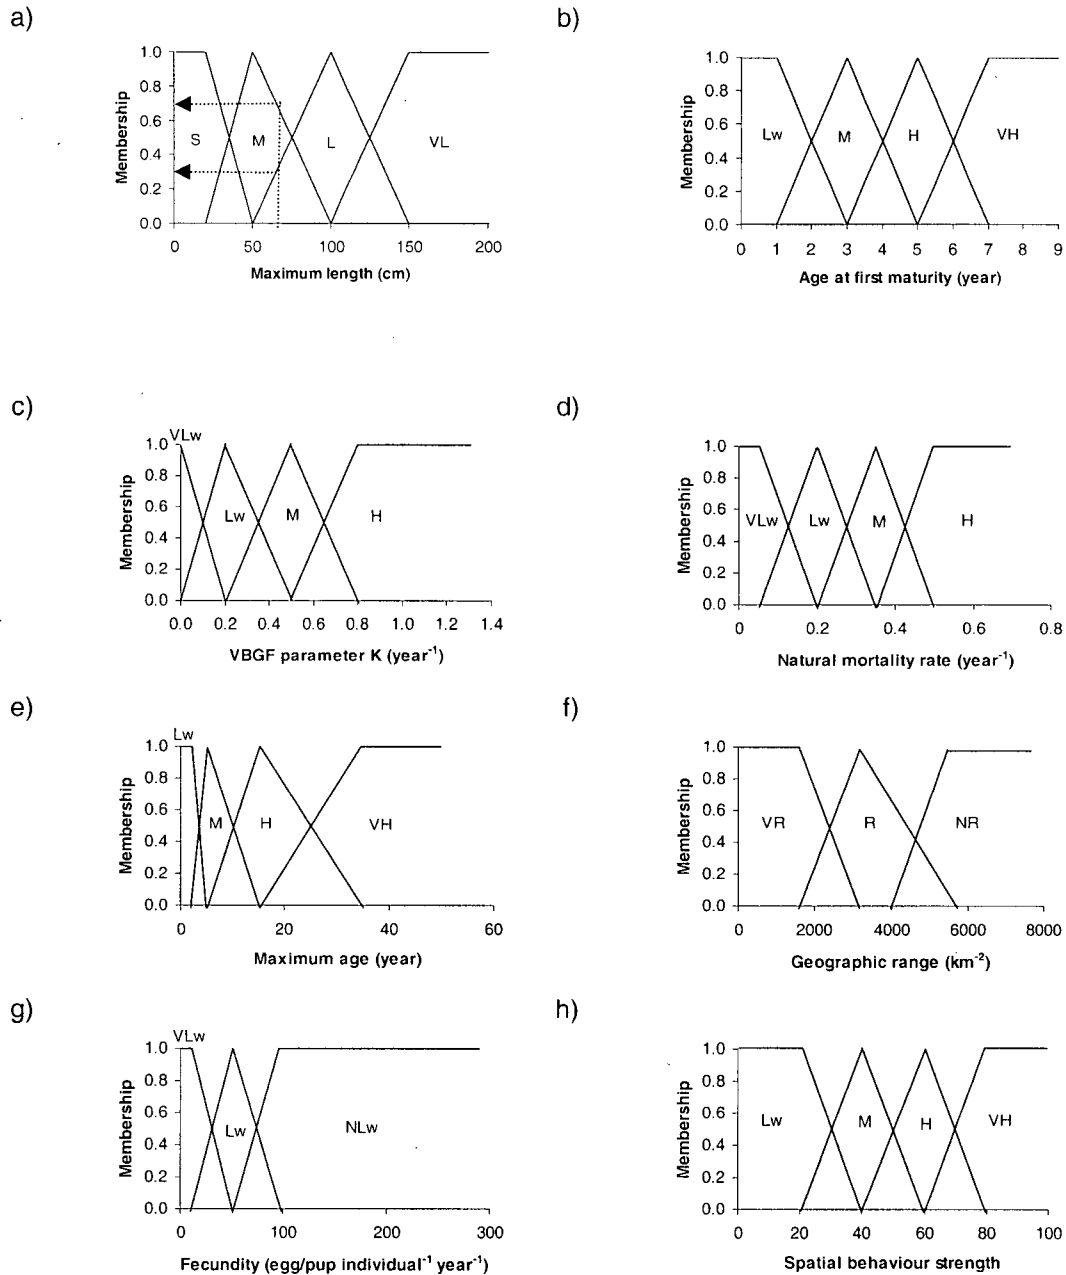 a)
Membership
1.0
0.8
0.6
0.4
0.2
0.0
S M L VL
0 50 100 150 200
Maximum length (cm)
b)
Membership
1.0
0.8
0.6
0.4
0.2
0.0
Lw M H VH
0 1 2 3 4 5 6 7 8 9
Age at first maturity (year)
c)
VLw
Membership
1.0
0.8
0.6
0.4
0.2
0.0
Lw M H
0.0 0.2 0.4 0.6 0.8 1.0 1.2 1.4
VBGF parameter K (year⁻¹)
d)
Membership
1.0
0.8
0.6
0.4
0.2
0.0
VLw Lw M H
0 0.2 0.4 0.6 0.8
Natural mortality rate (year⁻¹)
e)
Lw
Membership
1.0
0.8
0.6
0.4
0.2
0.0
M H VH
0 20 40 60
Maximum age (year)
f)
Membership
1.0
0.8
0.6
0.4
0.2
0.0
VR R NR
0 2000 4000 6000 8000
Geographic range (km⁻²)
g)
VLw
Membership
1.0
0.8
0.6
0.4
0.2
0.0
Lw NLw
0 100 200 300
Fecundity (egg/pup individual⁻¹ year⁻¹)
h)
Membership
1.0
0.8
0.6
0.4
0.2
0.0
Lw M H VH
0 20 40 60 80 100
Spatial behaviour strength